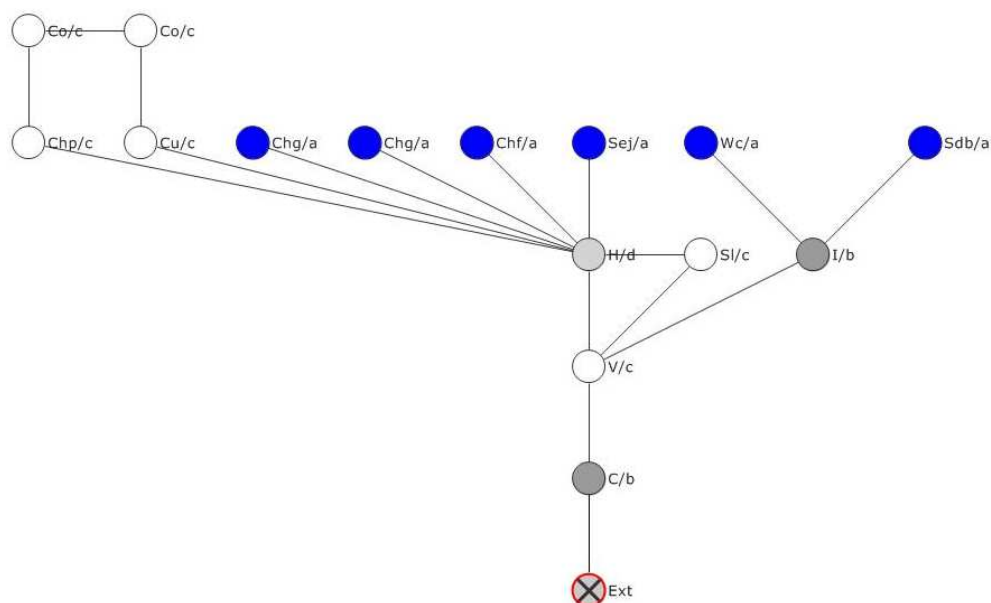 Co/c Co/c
Chp/c Cu/c Chg/a Chg/a Chf/a Sej/a Wc/a Sdb/a
H/d Sl/c I/b
V/c
C/b
Ext